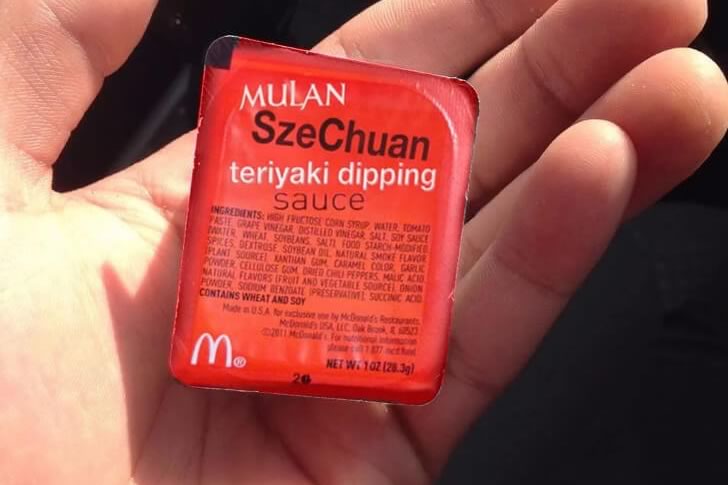 MULAN
SzeChuan
teriyaki dipping
sauce
INGREDIENTS: HIGH FRUCTOSE CORN SYRUP, WATER, TOMATO
PASTE, GRAPE VINEGAR, DISTILLED VINEGAR, SALT, SOY SAUCE
(WATER, WHEAT, SOYBEANS, SALT), FOOD STARCH-MODIFIED,
SPICES, DEXTROSE, SOYBEAN OIL, NATURAL SMOKE FLAVOR
(PLANT SOURCE), XANTHAN GUM, CARAMEL COLOR, GARLIC
POWDER, CELLULOSE GUM, DRIED CHILI PEPPERS, MALIC ACID,
NATURAL FLAVORS (FRUIT AND VEGETABLE SOURCE), ONION
POWDER, SODIUM BENZOATE (PRESERVATIVE), SUCCINIC ACID
CONTAINS WHEAT AND SOY
Made in U.S.A. for exclusive use by McDonald's Restaurants.
McDonald's USA, LLC, Oak Brook, IL 60523
©2011 McDonald's. For nutritional information
please call 1 877
NET WT 1 OZ (28.3g)
M®